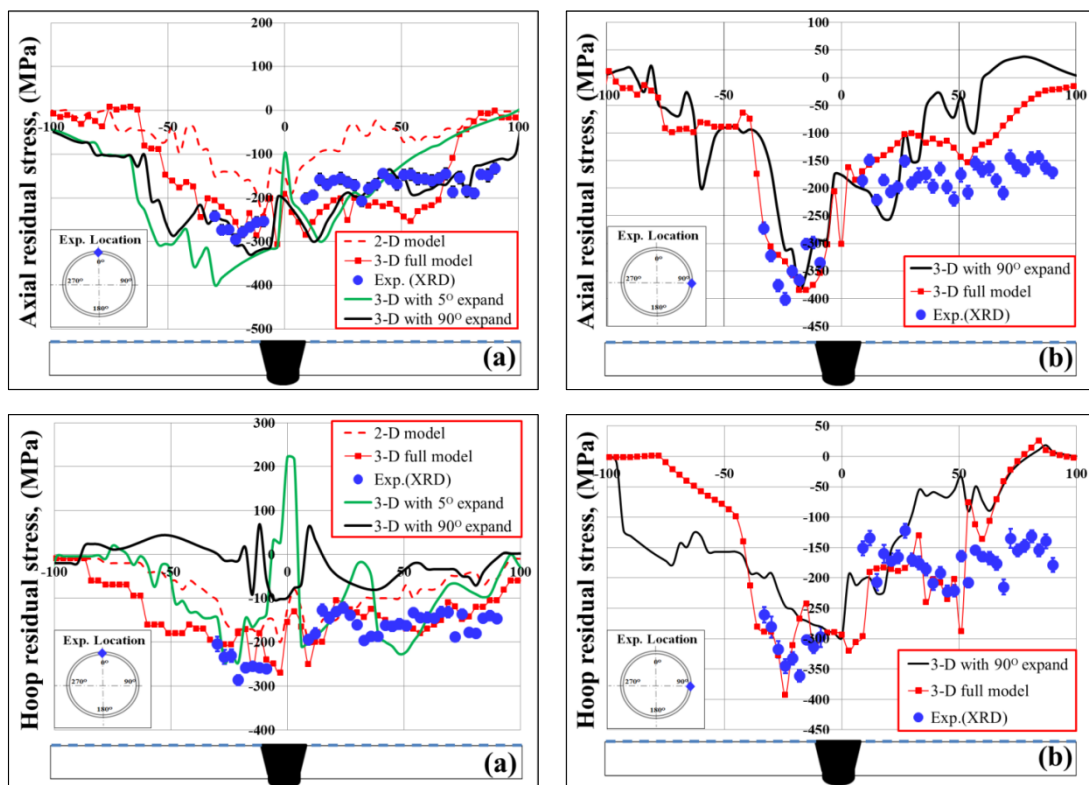 Axial residual stress, (MPa)
200
100
0
-100
-200
-300
-400
-500
-100
-50
0
50
100
Exp. Location
0°
270°
90°
180°
2-D model
3-D full model
Exp. (XRD)
3-D with 5O expand
3-D with 90O expand
(a)
Axial residual stress, (MPa)
100
50
0
-50
-100
-150
-200
-250
-300
-350
-400
-450
-100
-50
0
50
100
Exp. Location
0°
270°
90°
180°
3-D with 90O expand
3-D full model
Exp.(XRD)
(b)
Hoop residual stress, (MPa)
300
200
100
0
-100
-200
-300
-400
-100
-50
0
50
100
Exp. Location
0°
270°
90°
180°
2-D model
3-D full model
Exp.(XRD)
3-D with 5O expand
3-D with 90O expand
(a)
Hoop residual stress, (MPa)
50
0
-50
-100
-150
-200
-250
-300
-350
-400
-450
-100
-50
0
50
100
Exp. Location
0°
270°
90°
180°
3-D with 90O expand
3-D full model
Exp.(XRD)
(b)